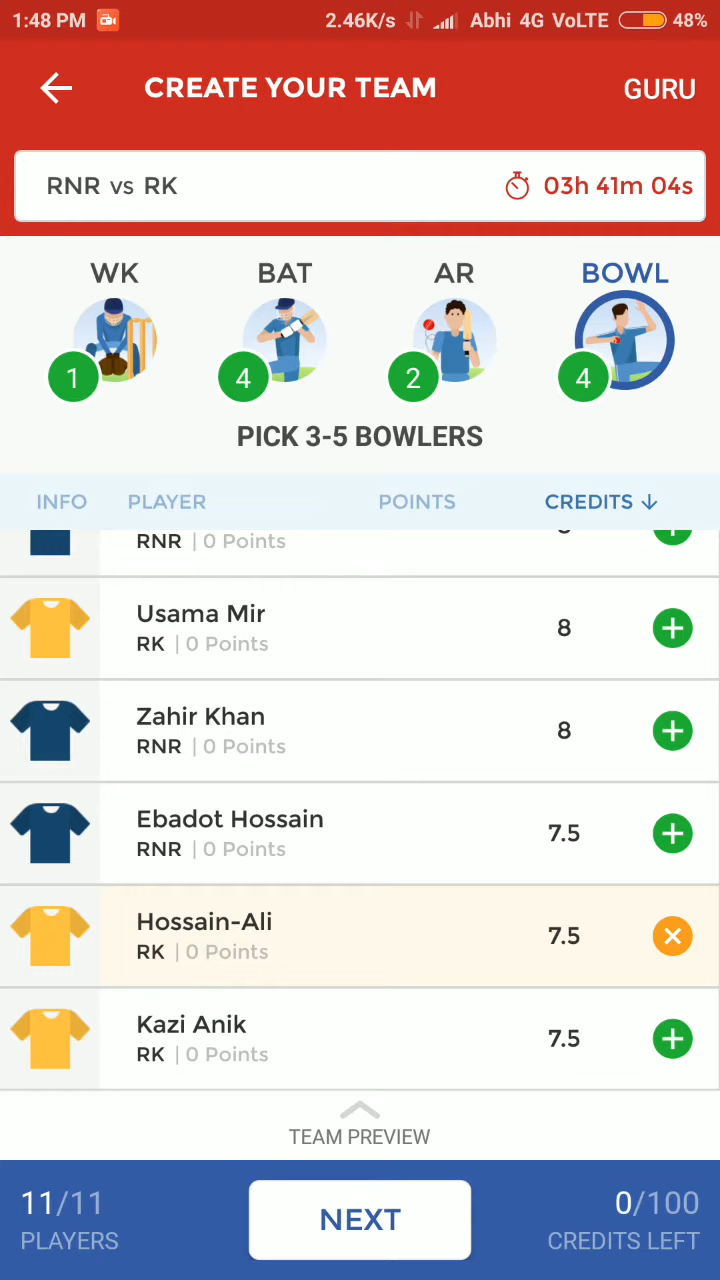 1:48 PM 2.46K/s Abhi 4G VoLTE 48%
CREATE YOUR TEAM GURU
RNR vs RK 03h 41m 04s
WK BAT AR BOWL
1 4 2 4
PICK 3-5 BOWLERS
INFO PLAYER POINTS CREDITS
RNR | 0 Points
Usama Mir
RK | 0 Points 8
Zahir Khan
RNR | 0 Points 8
Ebadot Hossain
RNR | 0 Points 7.5
Hossain-Ali
RK | 0 Points 7.5
Kazi Anik
RK | 0 Points 7.5
TEAM PREVIEW
11/11 NEXT 0/100
PLAYERS CREDITS LEFT